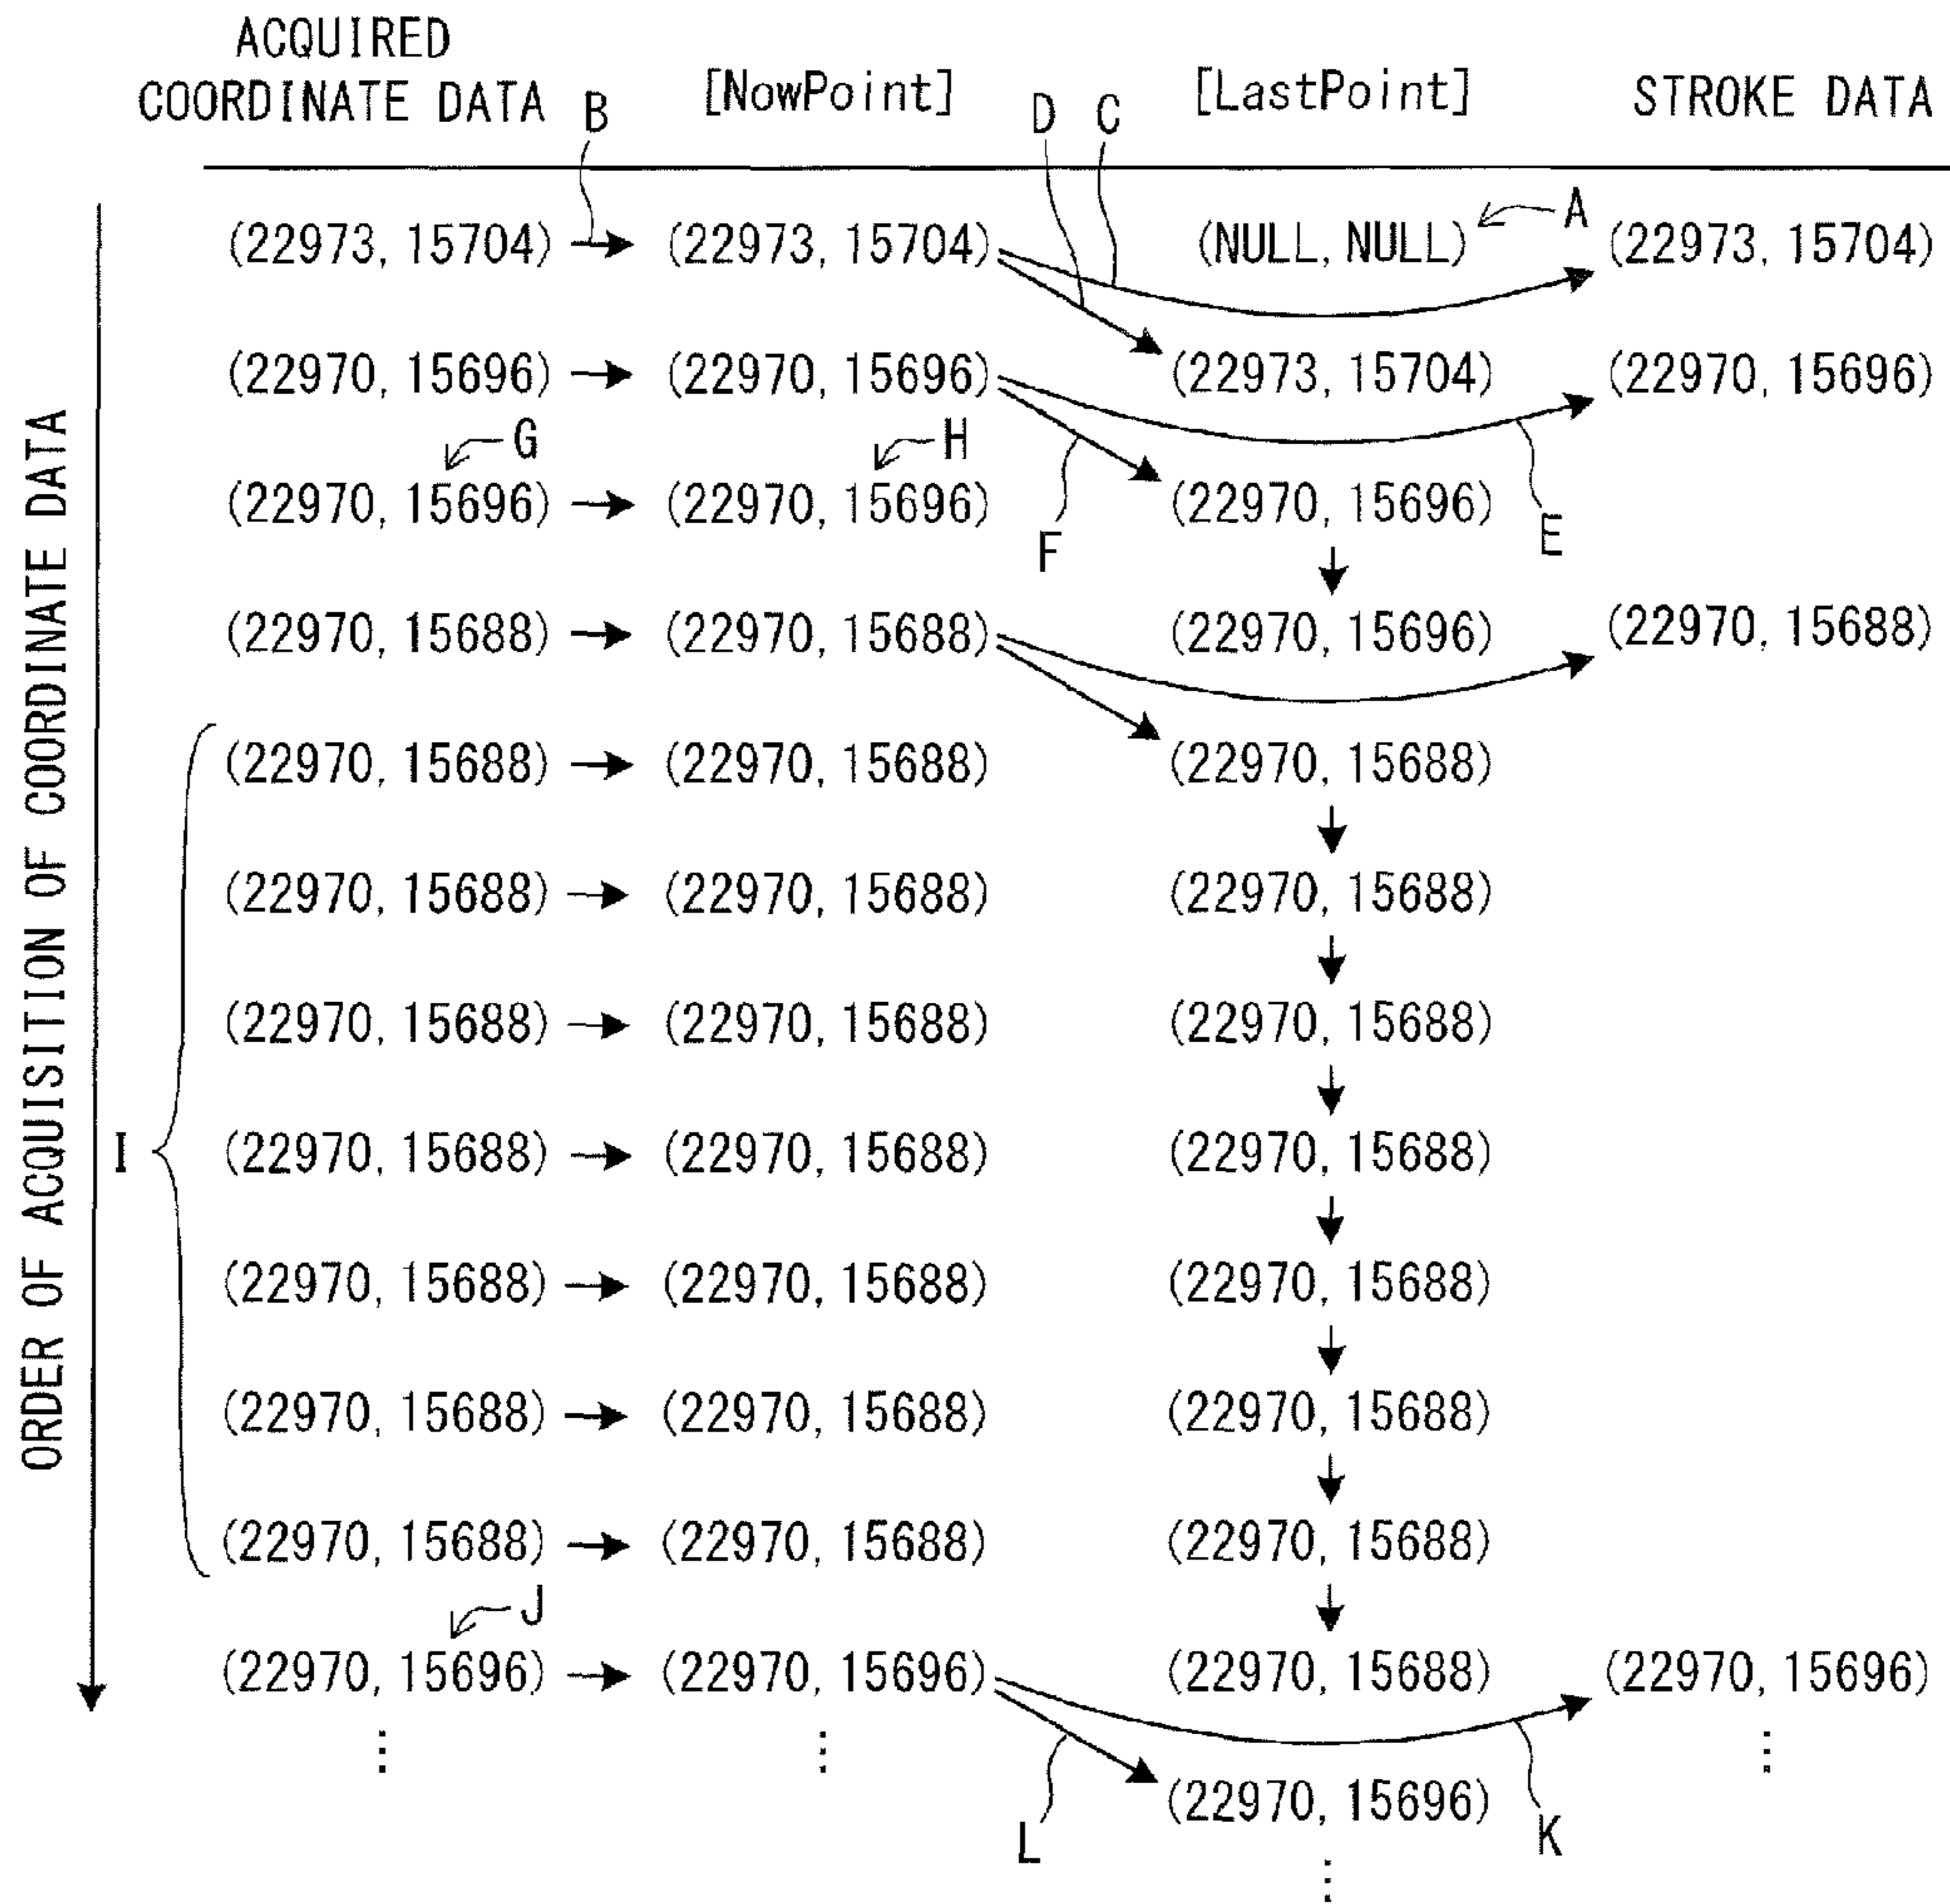 ACQUIRED
COORDINATE DATA B [NowPoint] D C [LastPoint] STROKE DATA
(22973, 15704) (22973, 15704) (NULL, NULL) A (22973, 15704)
(22970, 15696) (22970, 15696) (22973, 15704) (22970, 15696)
G H
(22970, 15696) (22970, 15696) (22970, 15696)
F E
(22970, 15688) (22970, 15688) (22970, 15696) (22970, 15688)
(22970, 15688) (22970, 15688) (22970, 15688)
(22970, 15688) (22970, 15688) (22970, 15688)
(22970, 15688) (22970, 15688) (22970, 15688)
I (22970, 15688) (22970, 15688) (22970, 15688)
(22970, 15688) (22970, 15688) (22970, 15688)
(22970, 15688) (22970, 15688) (22970, 15688)
(22970, 15688) (22970, 15688) (22970, 15688)
J
(22970, 15696) (22970, 15696) (22970, 15688) (22970, 15696)
(22970, 15696)
L K
ORDER OF ACQUISITION OF COORDINATE DATA